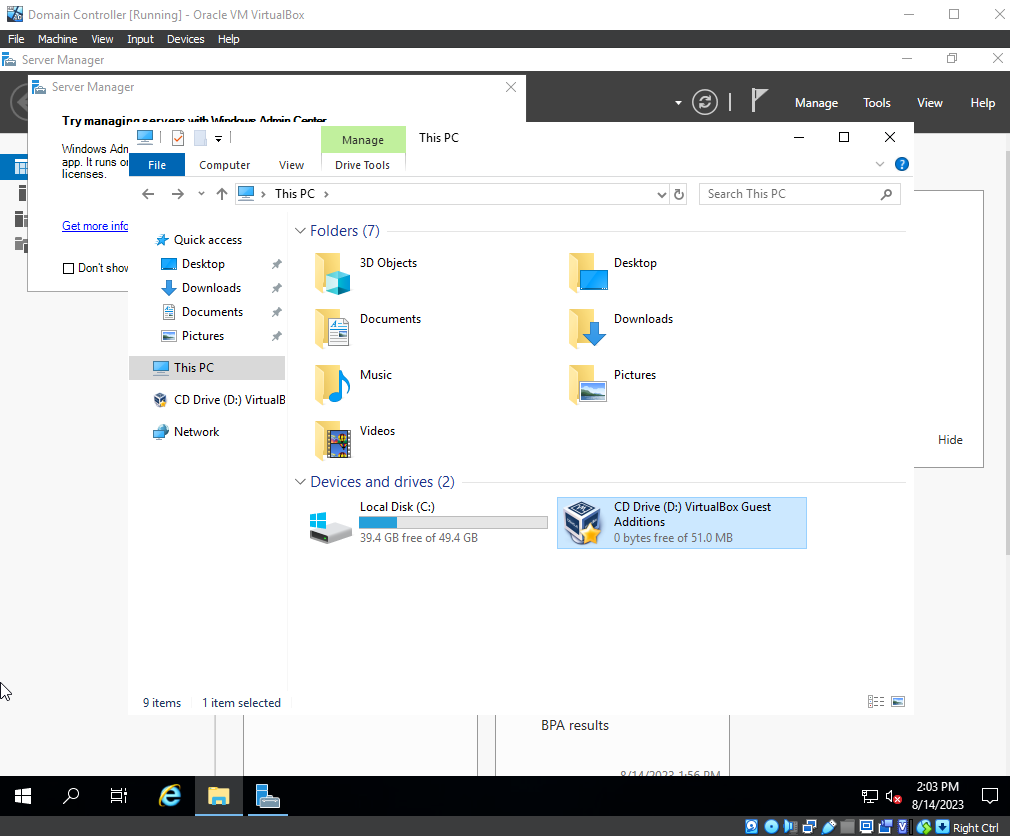 Domain Controller [Running] - Oracle VM VirtualBox
File Machine View Input Devices Help
Server Manager
Manage Tools View Help
Server Manager
Try managing servers with Windows Admin Center
Windows Adm
app. It runs on
licenses.
Get more info
Don't show
Manage
This PC
File Computer View Drive Tools
This PC
Search This PC
Quick access
Desktop
Downloads
Documents
Pictures
This PC
CD Drive (D:) VirtualB
Network
Folders (7)
3D Objects
Desktop
Documents
Downloads
Music
Pictures
Videos
Devices and drives (2)
Local Disk (C:)
39.4 GB free of 49.4 GB
CD Drive (D:) VirtualBox Guest
Additions
0 bytes free of 51.0 MB
9 items 1 item selected
Hide
BPA results
8/14/2023 1:56 PM
2:03 PM
8/14/2023
Right Ctrl